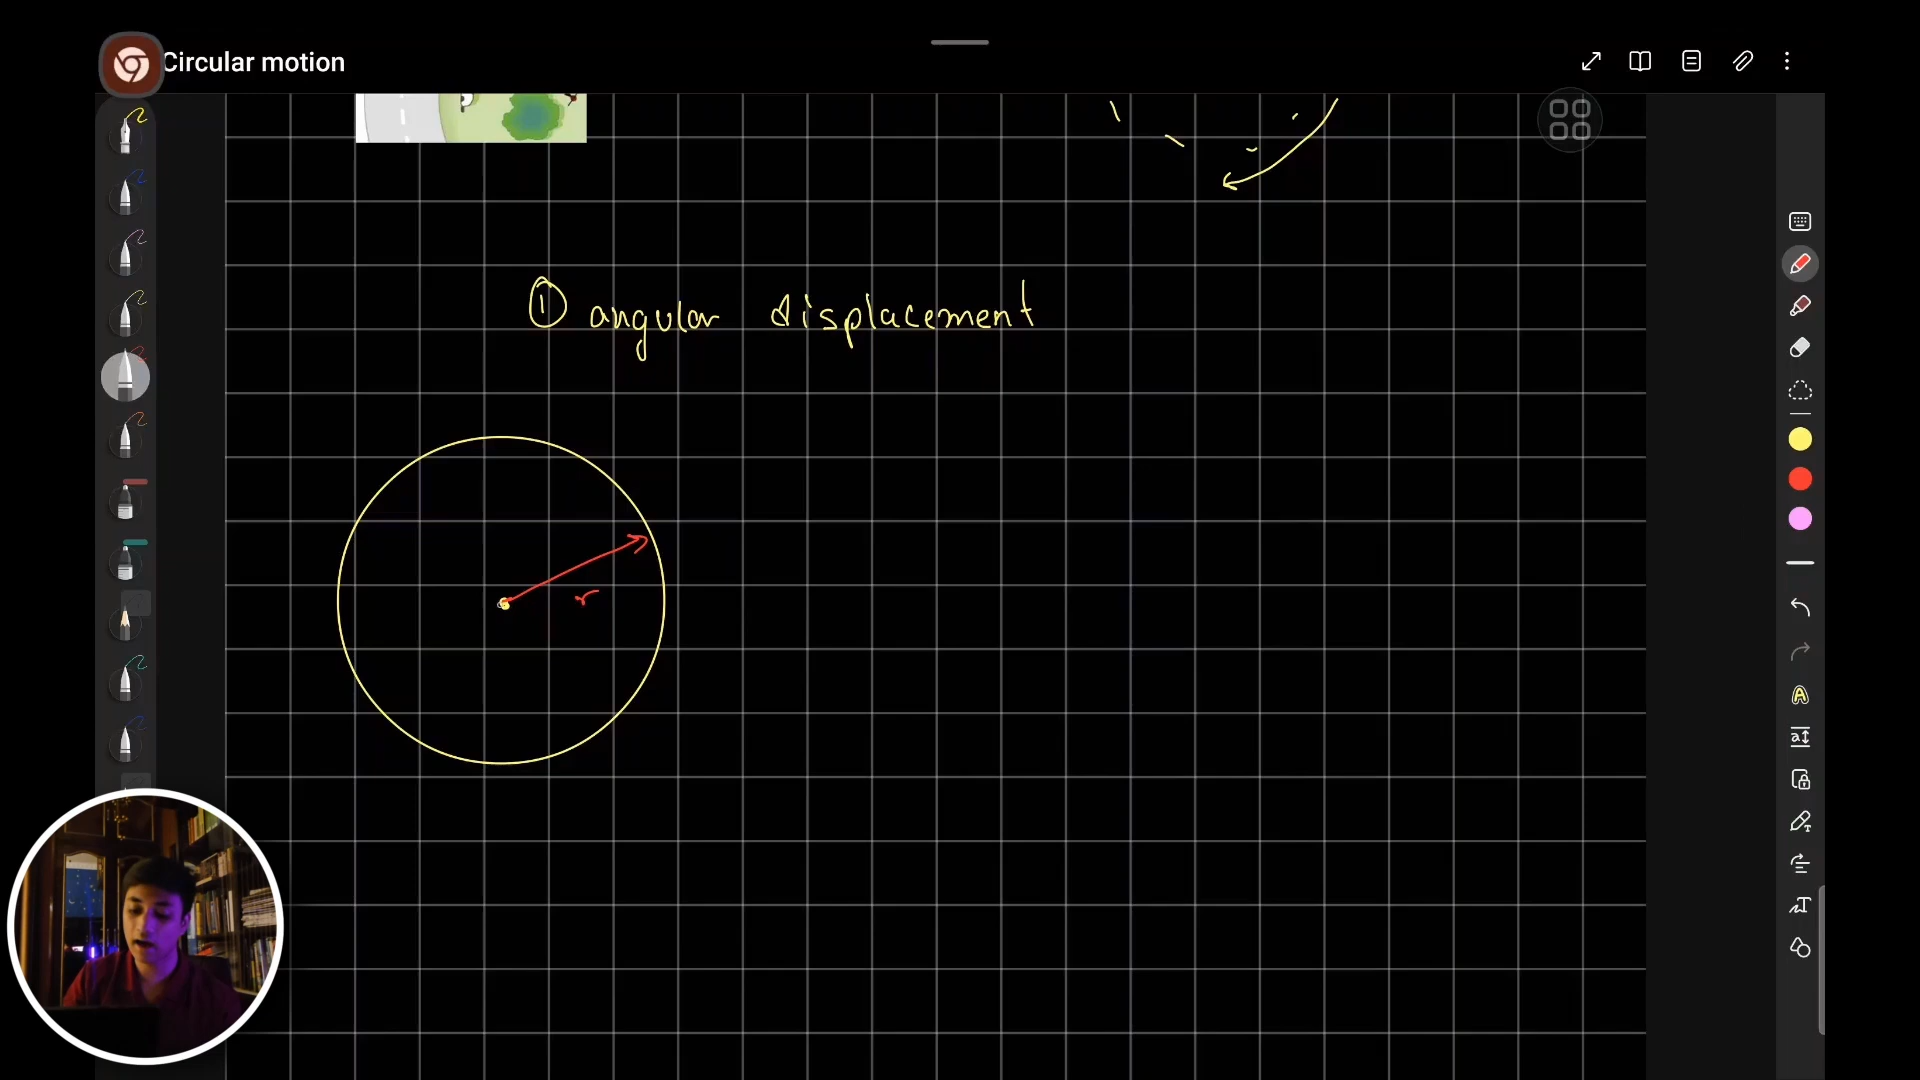 Circular motion
① angular displacement
r